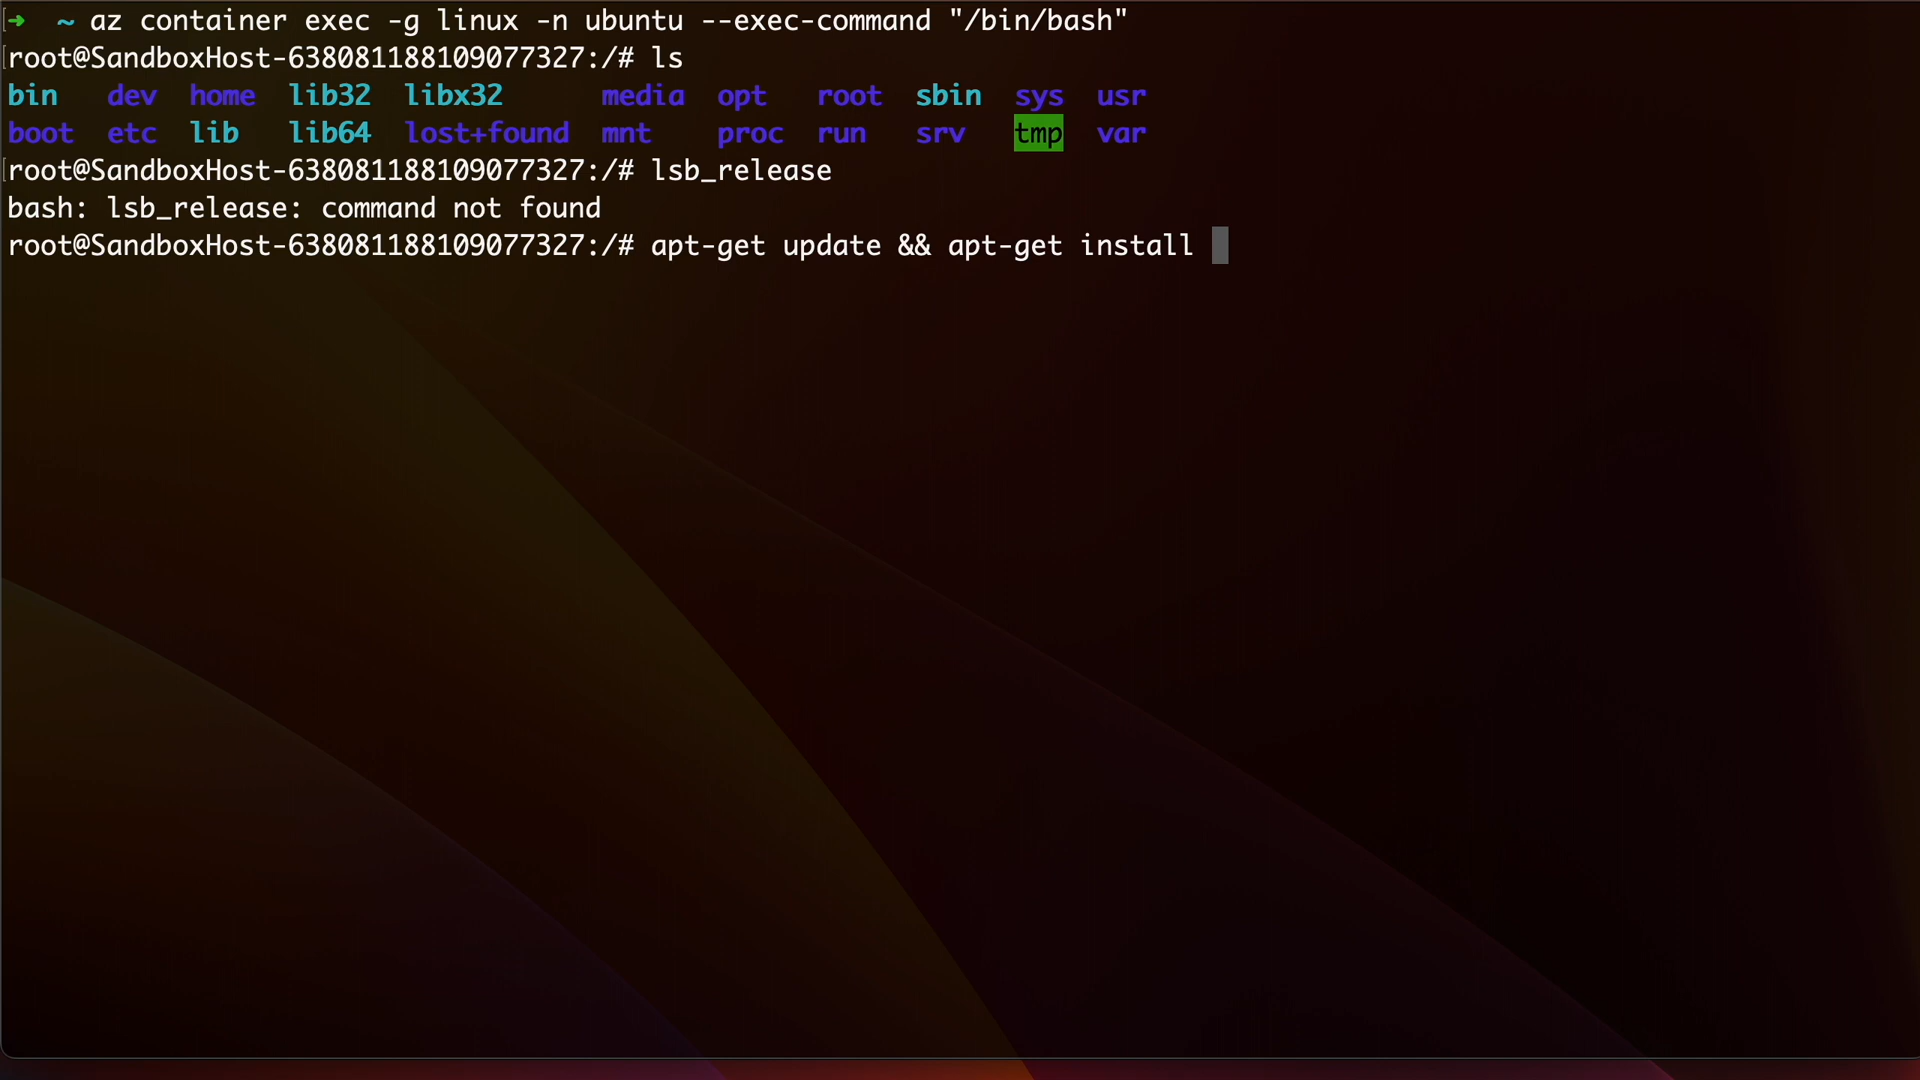 ➜  ~ az container exec -g linux -n ubuntu --exec-command "/bin/bash"
root@SandboxHost-638081188109077327:/# ls
bin   dev  home  lib32  libx32      media  opt   root  sbin  sys  usr
boot  etc  lib   lib64  lost+found  mnt    proc  run   srv   tmp  var
root@SandboxHost-638081188109077327:/# lsb_release
bash: lsb_release: command not found
root@SandboxHost-638081188109077327:/# apt-get update && apt-get install